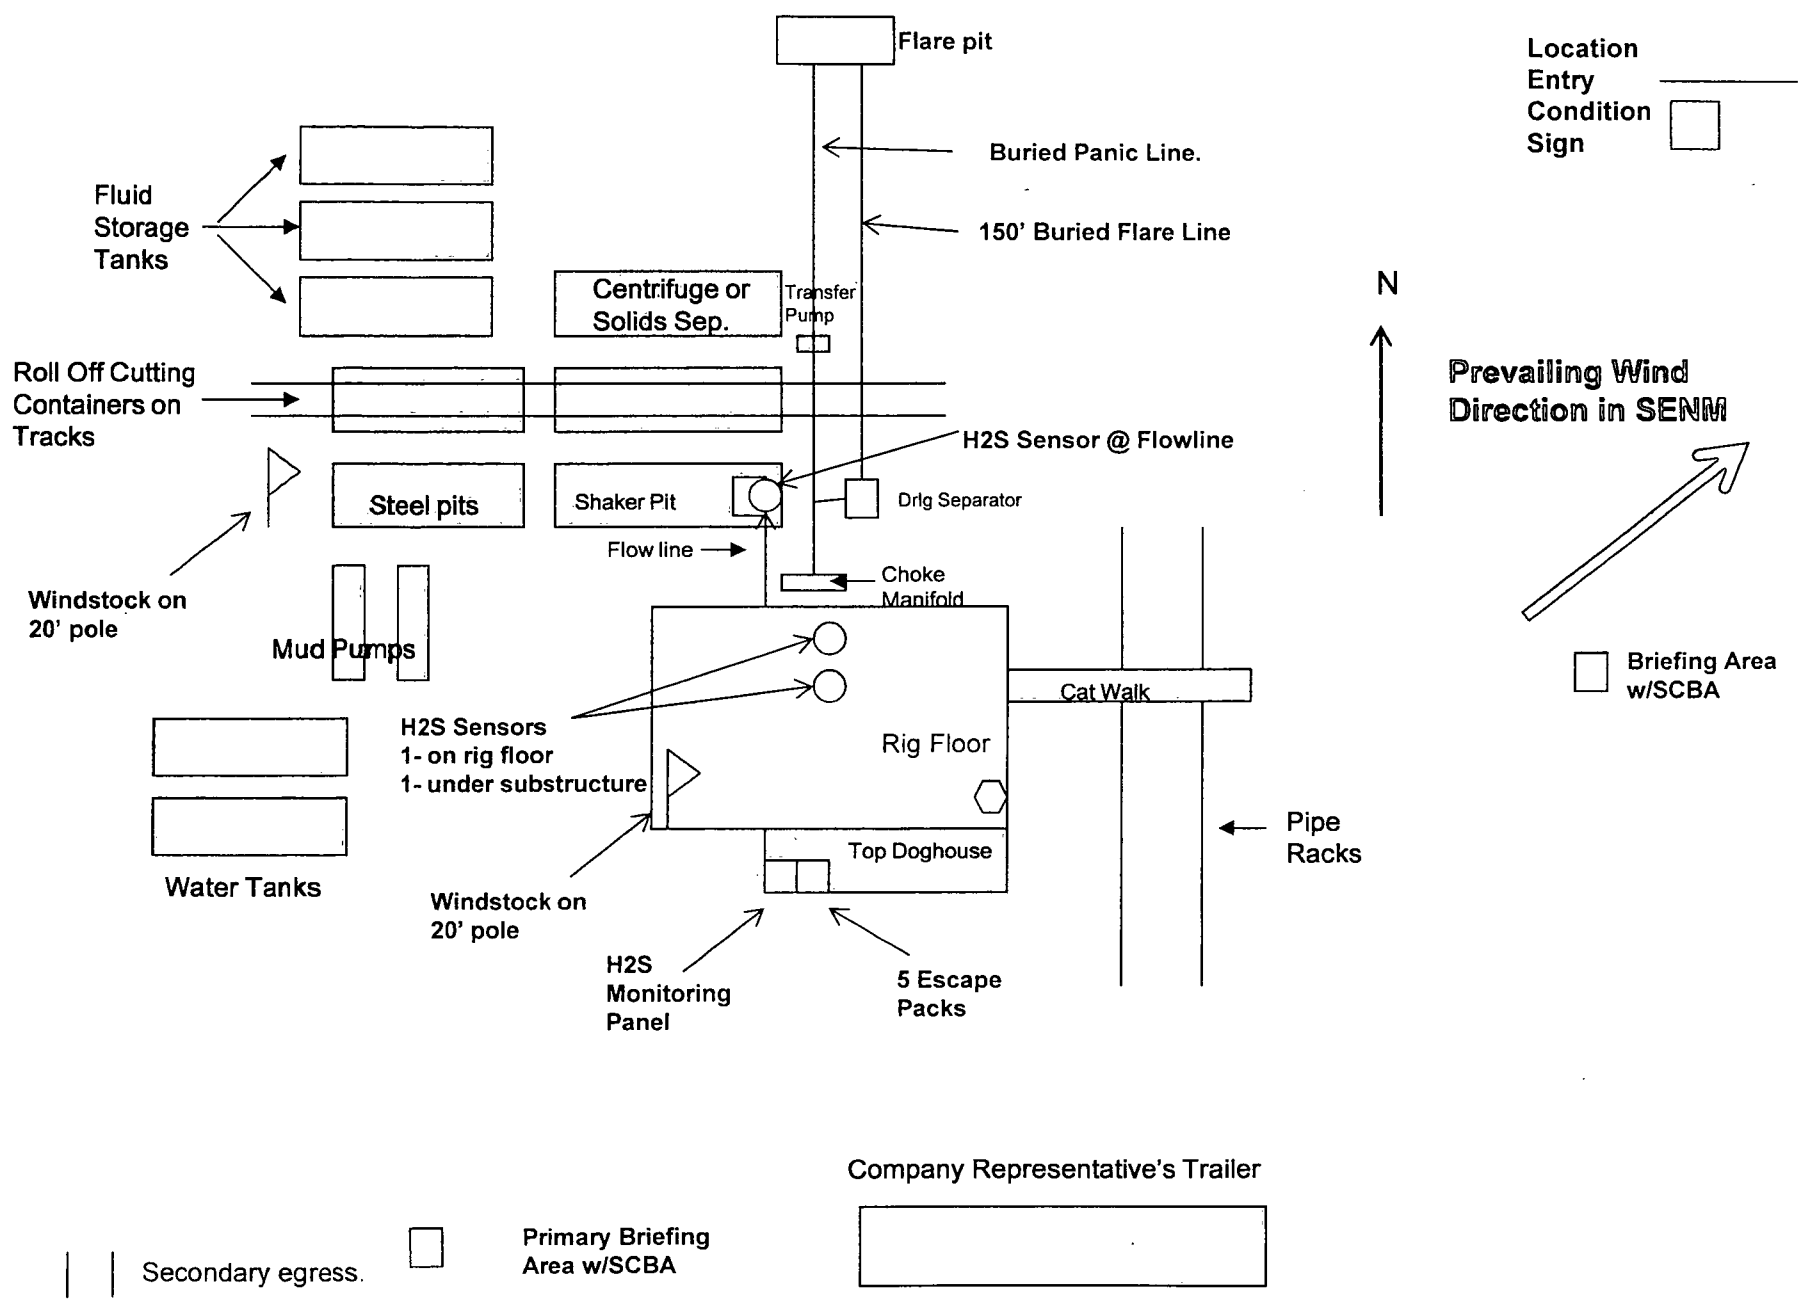 Flare pit
Location
Entry
Condition
Sign
Buried Panic Line.
150' Buried Flare Line
Fluid
Storage
Tanks
Centrifuge or
Solids Sep.
Transfer
Pump
N
Roll Off Cutting
Containers on
Tracks
Prevailing Wind
Direction in SENM
H2S Sensor @ Flowline
Steel pits
Shaker Pit
Drlg Separator
Flow line
Choke
Manifold
Windstock on
20' pole
Mud Pumps
Briefing Area
w/SCBA
Cat Walk
H2S Sensors
1- on rig floor
1- under substructure
Rig Floor
Pipe
Racks
Top Doghouse
Water Tanks
Windstock on
20' pole
H2S
Monitoring
Panel
5 Escape
Packs
Company Representative's Trailer
Primary Briefing
Area w/SCBA
Secondary egress.